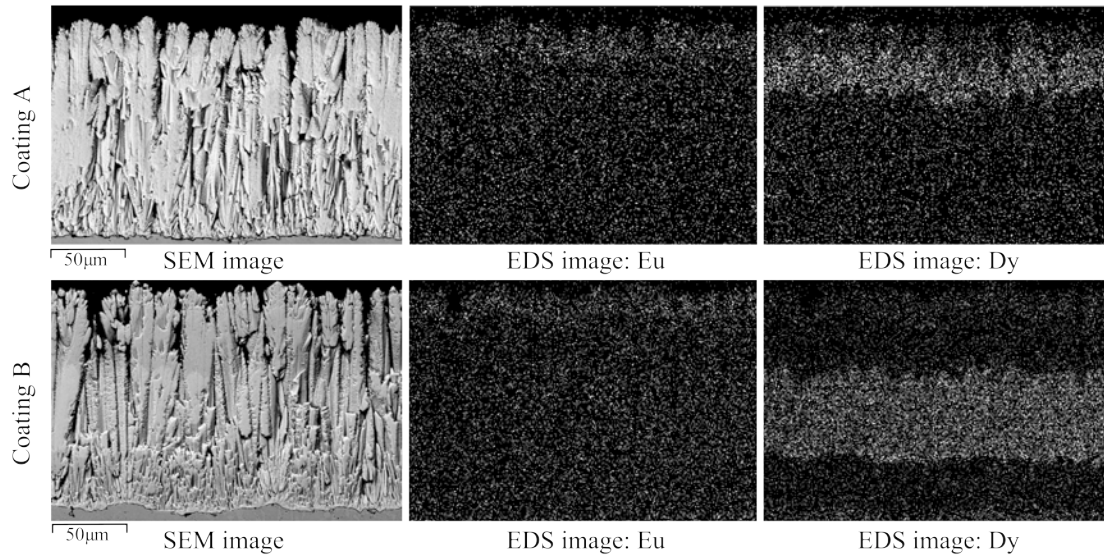 Coating A
50μm
SEM image
EDS image: Eu
EDS image: Dy
Coating B
50μm
SEM image
EDS image: Eu
EDS image: Dy